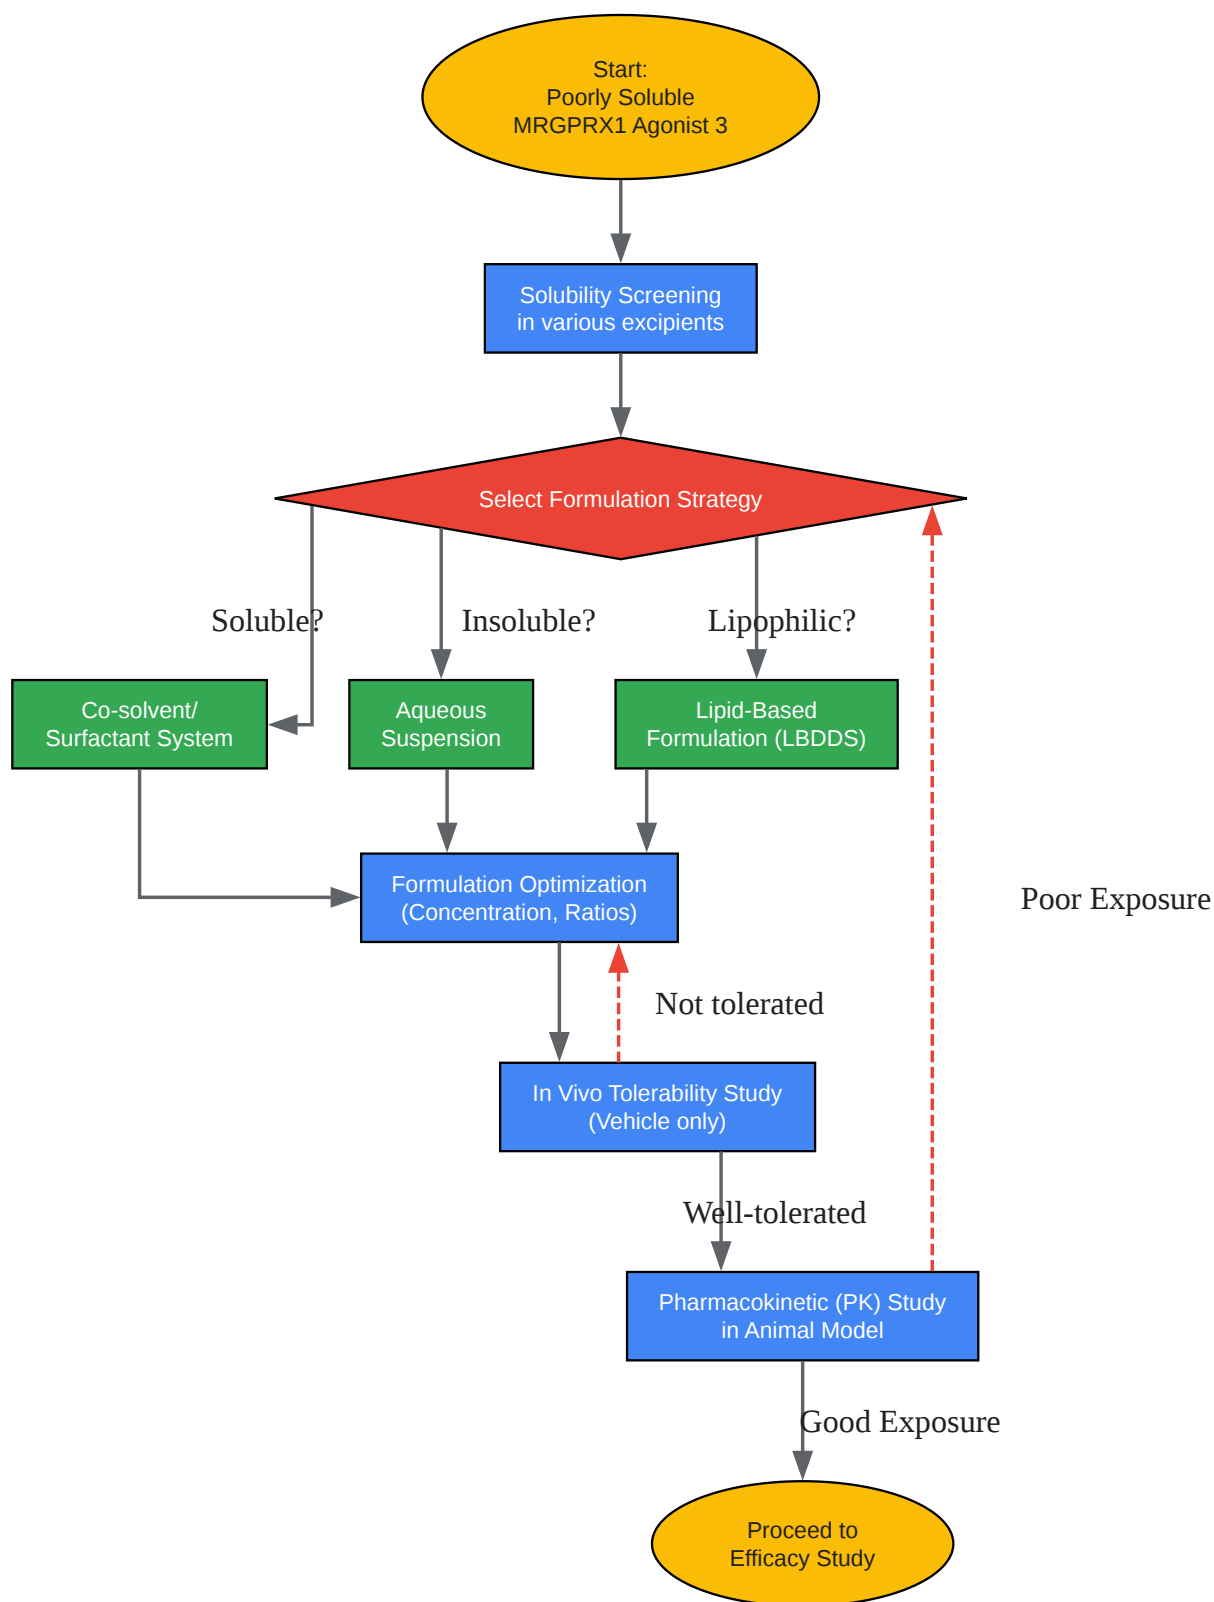 Start:
Poorly Soluble
MRGPRX1 Agonist 3
Solubility Screening
in various excipients
Select Formulation Strategy
Soluble?
Insoluble?
Lipophilic?
Co-solvent/
Surfactant System
Aqueous
Suspension
Lipid-Based
Formulation (LBDDS)
Formulation Optimization
(Concentration, Ratios)
Poor Exposure
Not tolerated
In Vivo Tolerability Study
(Vehicle only)
Well-tolerated
Pharmacokinetic (PK) Study
in Animal Model
Good Exposure
Proceed to
Efficacy Study